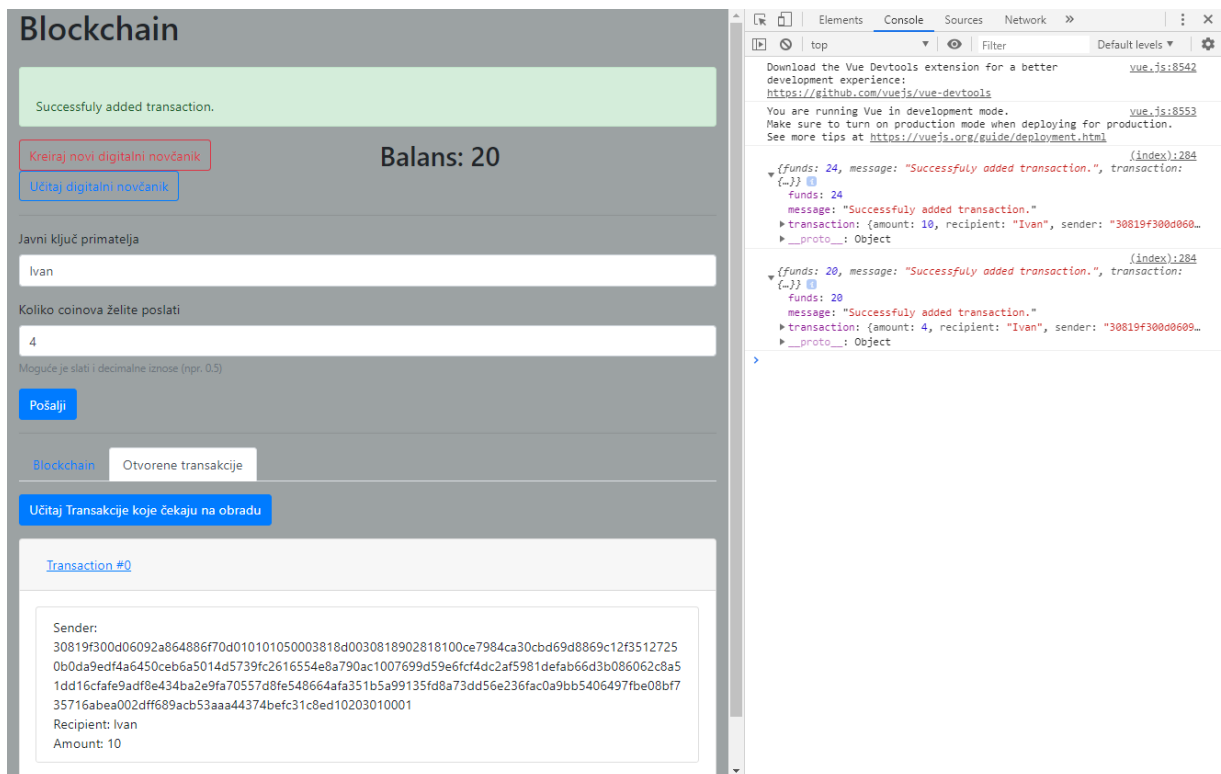 Blockchain
Successfuly added transaction.
Kreiraj novi digitalni novčanik
Balans: 20
Učitaj digitalni novčanik
Javni ključ primatelja
Ivan
Koliko coinova želite poslati
4
Moguće je slati i decimalne iznose (npr. 0.5)
Pošalji
Blockchain Otvorene transakcije
Učitaj Transakcije koje čekaju na obradu
Transaction #0
Sender:
30819f300d06092a864886f70d010101050003818d0030818902818100ce7984ca30cbd69d8869c12f3512725
0b0da9edf4a6450ceb6a5014d5739fc2616554e8a790ac1007699d59e6fcf4dc2af5981defab66d3b086062c8a5
1dd16cfafe9adf8e434ba2e9fa70557d8fe548664afa351b5a99135fd8a73dd56e236fac0a9bb5406497fbe08bf7
35716abea002dff689acb53aaa44374befc31c8ed10203010001
Recipient: Ivan
Amount: 10
Elements Console Sources Network »
top Filter Default levels ▼
Download the Vue Devtools extension for a better vue.js:8542
development experience:
https://github.com/vuejs/vue-devtools
You are running Vue in development mode. vue.js:8553
Make sure to turn on production mode when deploying for production.
See more tips at https://vuejs.org/guide/deployment.html
(index):284
{funds: 24, message: "Successfuly added transaction.", transaction:
{…}}
funds: 24
message: "Successfuly added transaction."
transaction: {amount: 10, recipient: "Ivan", sender: "30819f300d060…
__proto__: Object
(index):284
{funds: 20, message: "Successfuly added transaction.", transaction:
{…}}
funds: 20
message: "Successfuly added transaction."
transaction: {amount: 4, recipient: "Ivan", sender: "30819f300d0609…
__proto__: Object